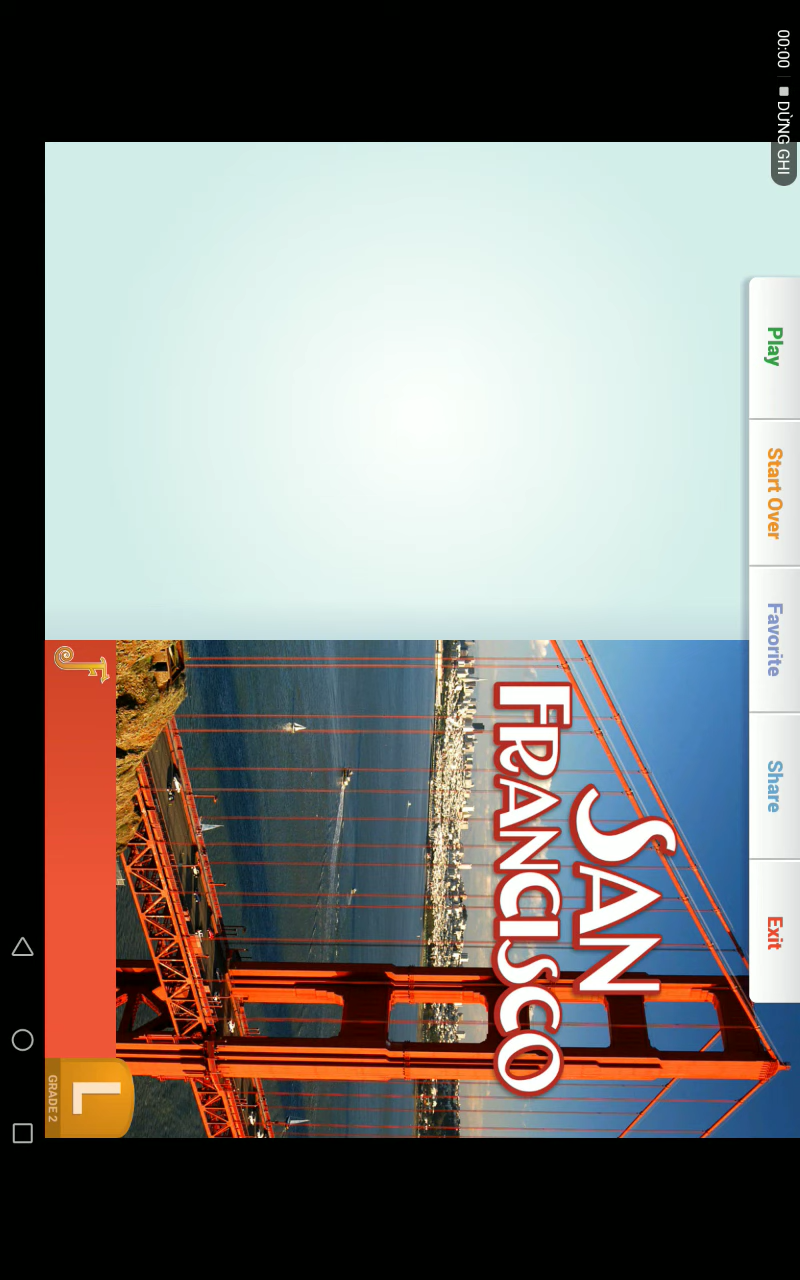 00:00 DỪNG GHI
Play
Start Over
Favorite
Share
Exit
SAN
FRANCISCO
L
GRADE 2